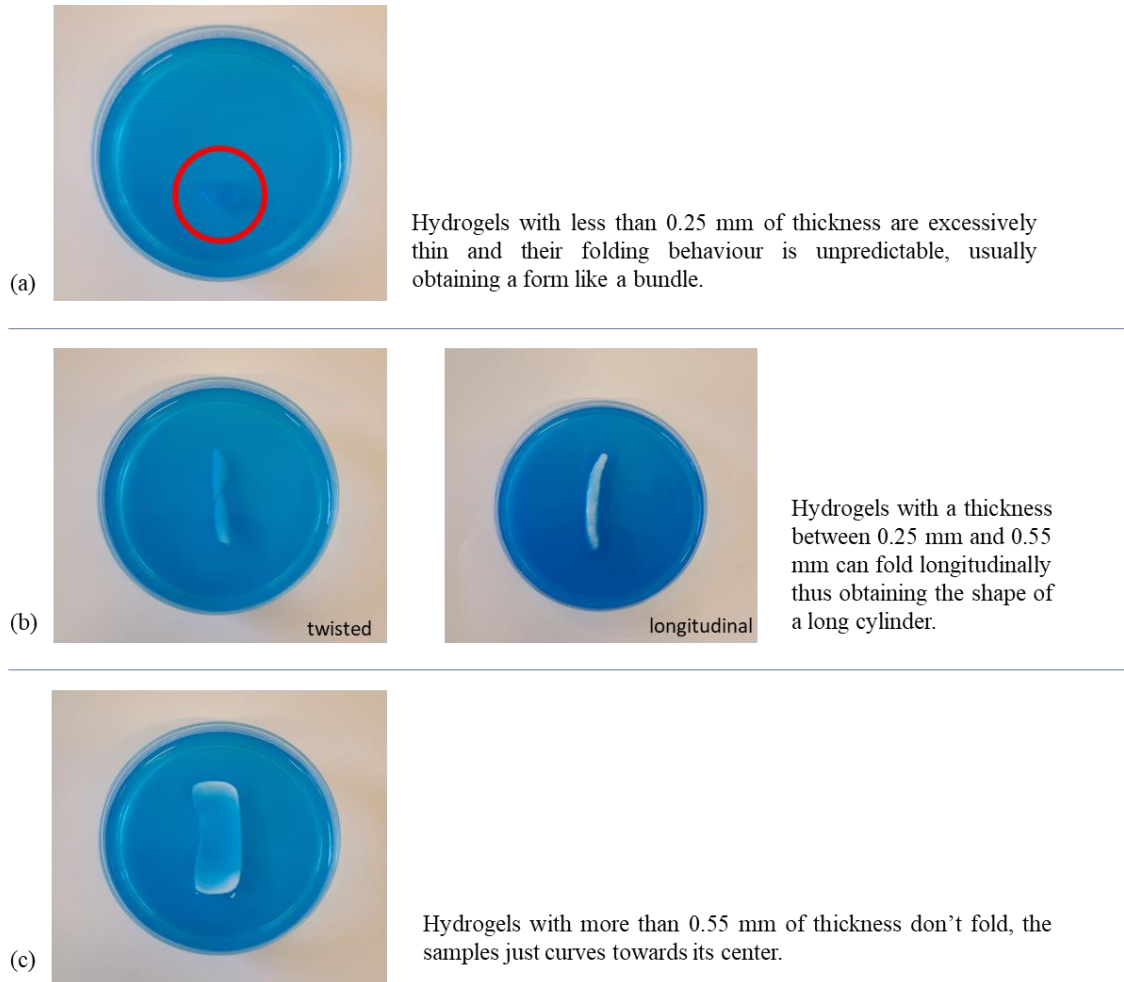 Hydrogels with less than 0.25 mm of thickness are excessively
thin and their folding behaviour is unpredictable, usually
obtaining a form like a bundle.
(a)
Hydrogels with a thickness
between 0.25 mm and 0.55
mm can fold longitudinally
thus obtaining the shape of
a long cylinder.
(b)
twisted
longitudinal
Hydrogels with more than 0.55 mm of thickness don't fold, the
samples just curves towards its center.
(c)